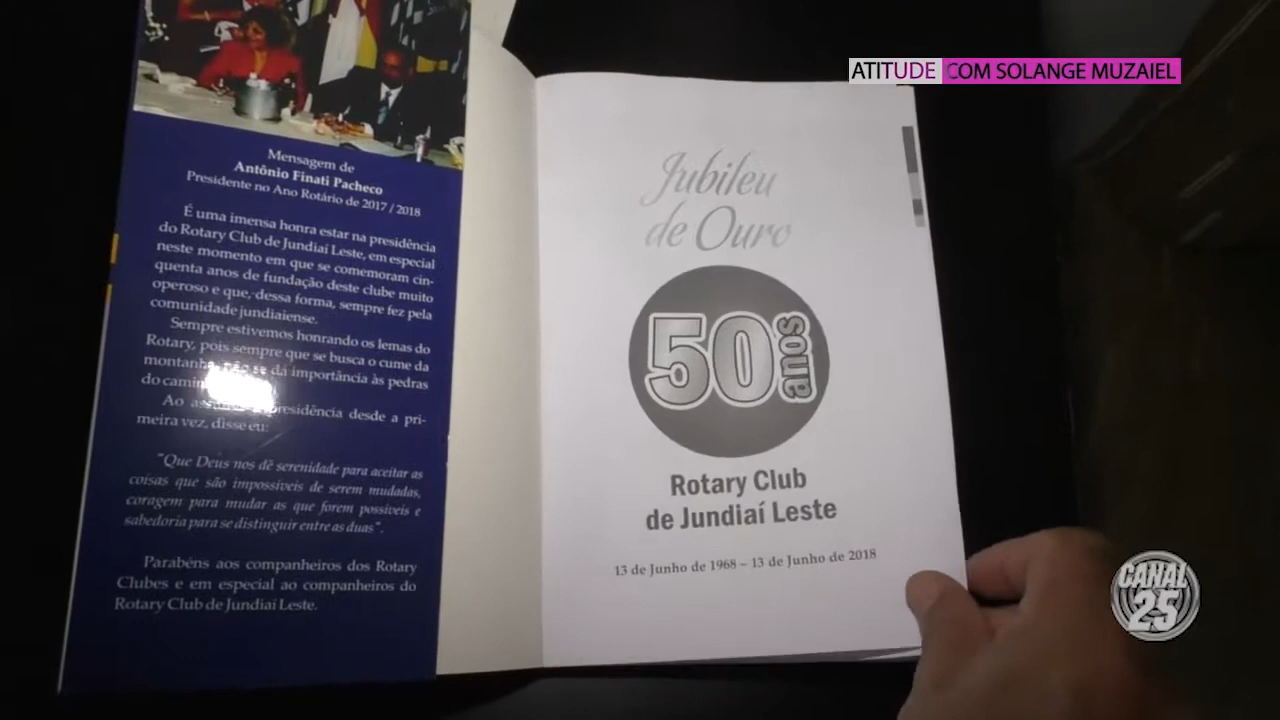 ATITUDE COM SOLANGE MUZAIEL
Mensagem de
Antônio Finati Pacheco
Presidente no Ano Rotário de 2017 / 2018
É uma imensa honra estar na presidência
do Rotary Club de Jundiaí Leste, em especial
neste momento em que se comemoram cin-
quenta anos de fundação deste clube muito
operoso e que, dessa forma, sempre fez pela
comunidade jundiaiense.
Sempre estivemos honrando os lemas do
Rotary, pois sempre que se busca o cume da
se dá importância às pedras
do
Ao presidência desde a pri-
meira vez, disse eu:
"Que Deus nos dê serenidade para aceitar as
coisas que são impossíveis de serem mudadas,
coragem para mudar as que forem possíveis e
sabedoria para se distinguir entre as duas".
Parabéns aos companheiros dos Rotary
Clubes e em especial ao companheiros do
Rotary Club de Jundiaí Leste.
Jubileu
de Ouro
50 anos
Rotary Club
de Jundiaí Leste
13 de Junho de 1968 – 13 de Junho de 2018
CANAL
25